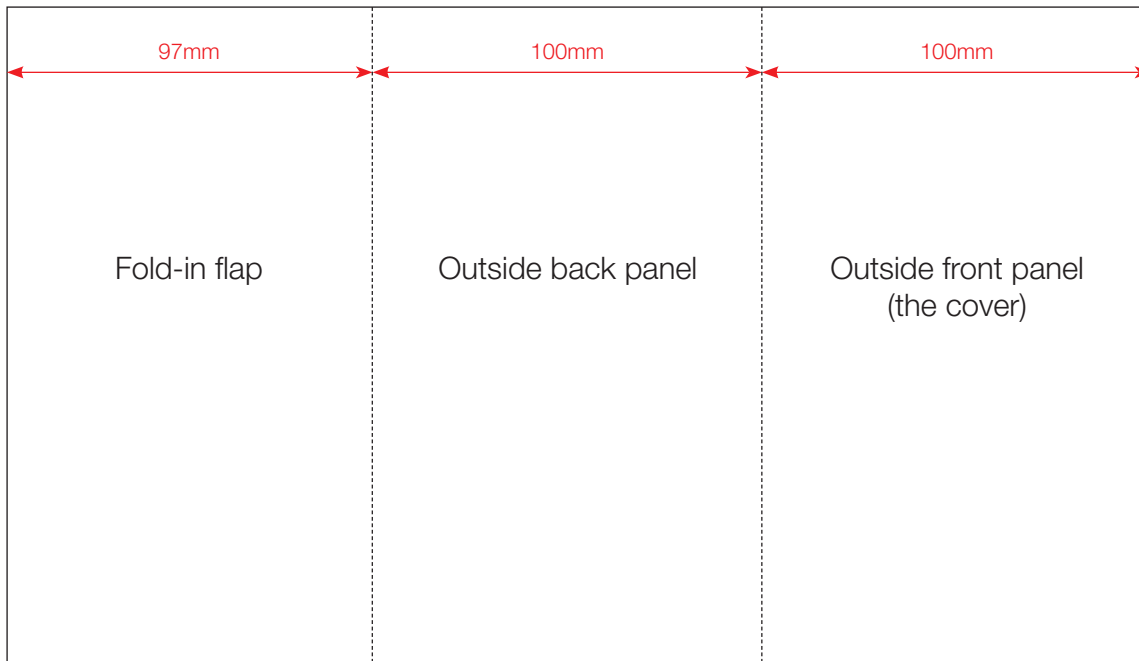 97mm
100mm
100mm
Fold-in flap
Outside back panel
Outside front panel
(the cover)